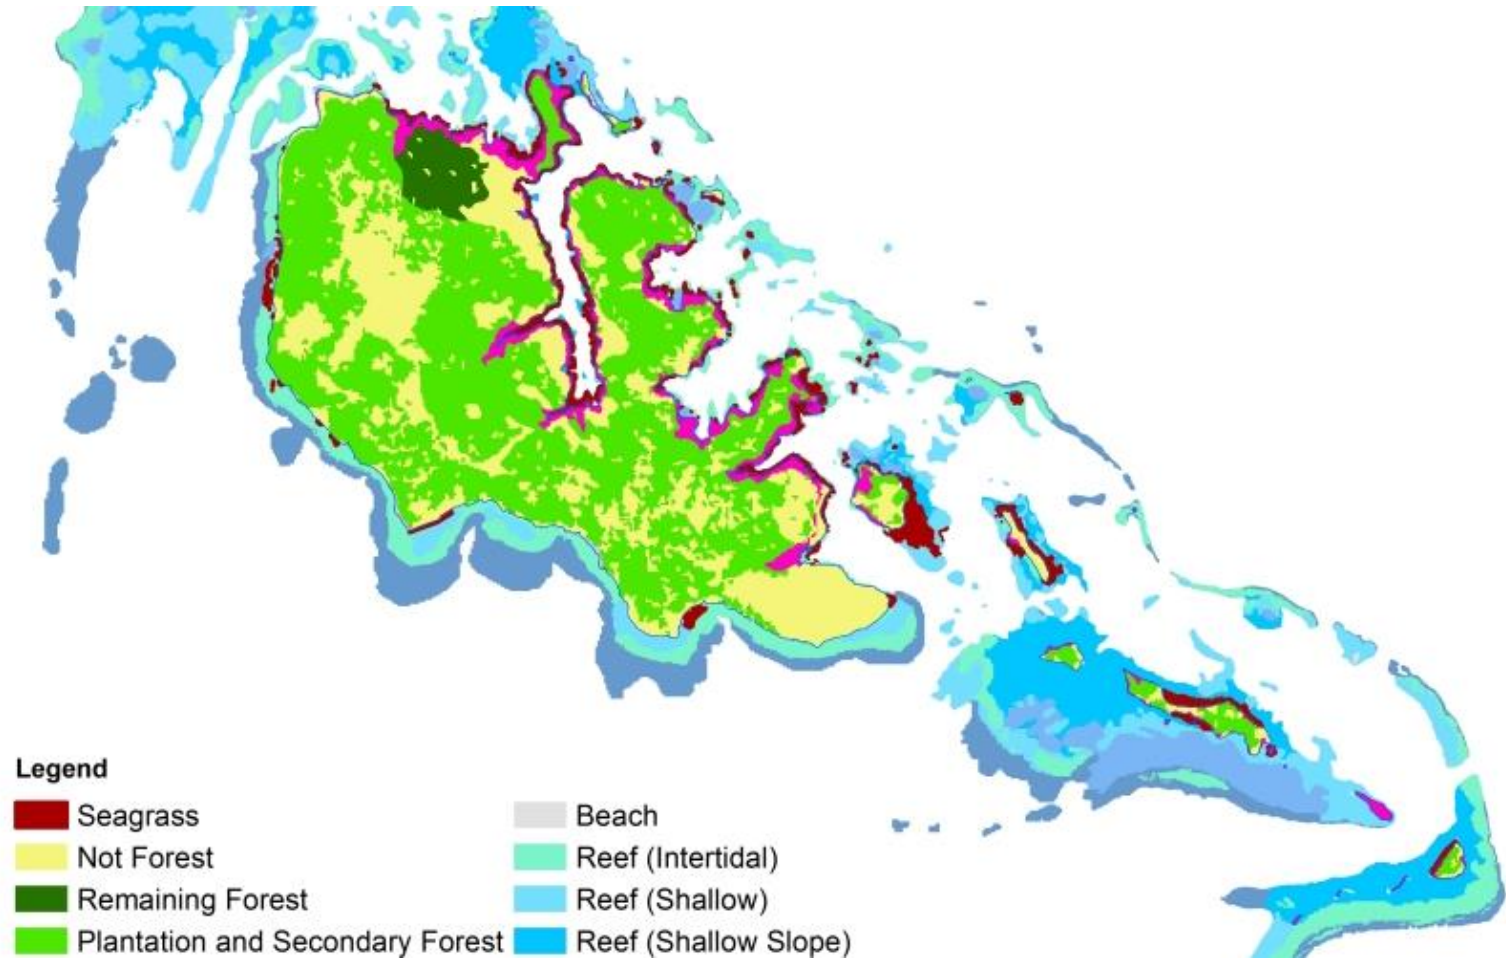 Legend
Seagrass
Not Forest
Remaining Forest
Plantation and Secondary Forest
Beach
Reef (Intertidal)
Reef (Shallow)
Reef (Shallow Slope)